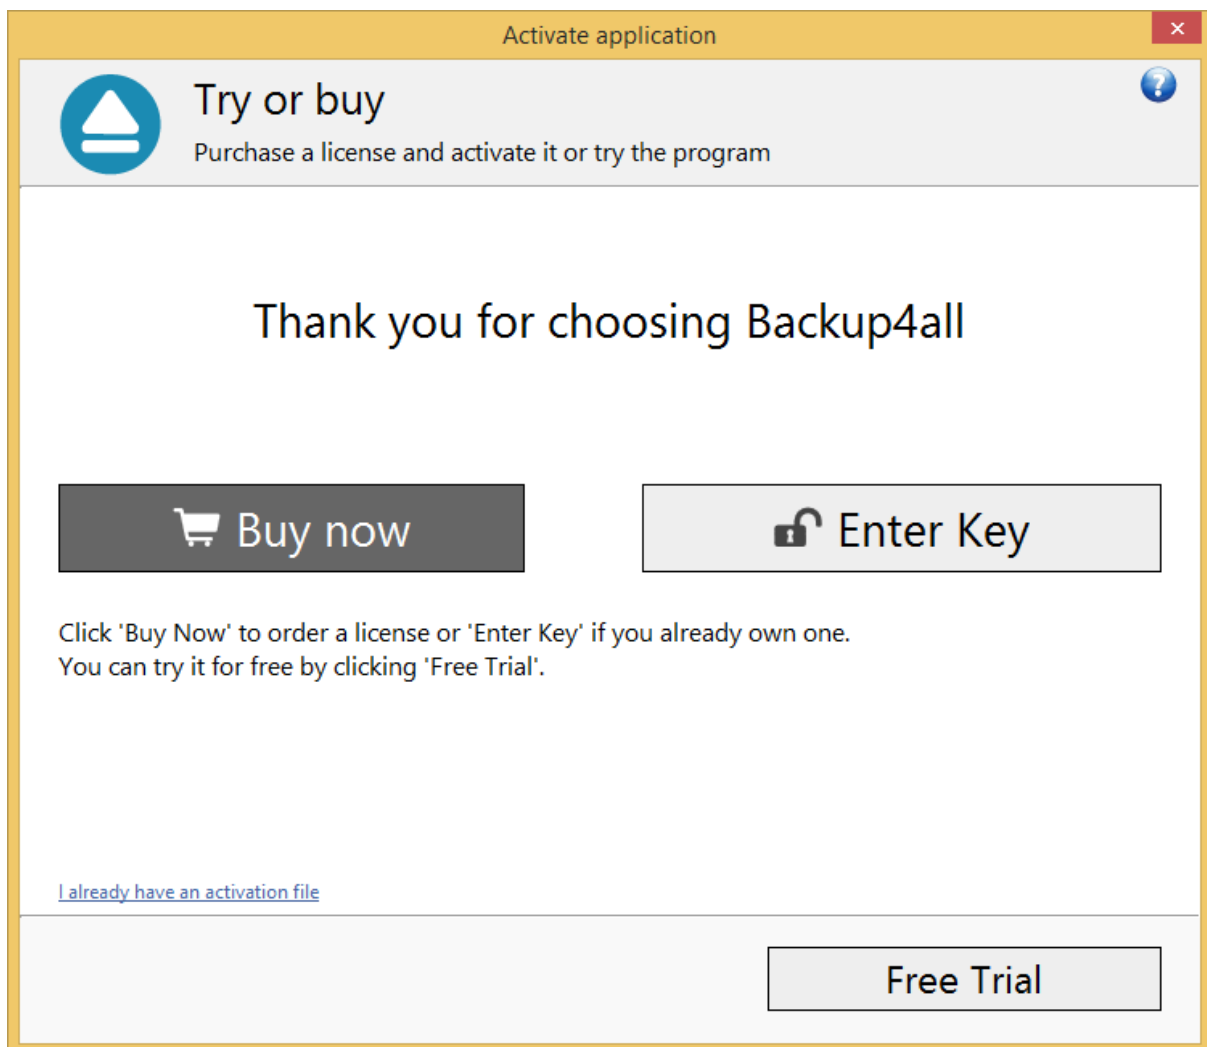 Activate application
Try or buy
Purchase a license and activate it or try the program
Thank you for choosing Backup4all
Buy now
Enter Key
Click 'Buy Now' to order a license or 'Enter Key' if you already own one.
You can try it for free by clicking 'Free Trial'.
I already have an activation file
Free Trial